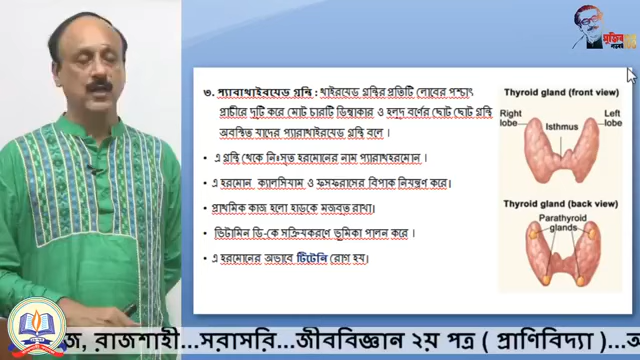 মুজিব
শতবর্ষ
৩. প্যারাথাইরয়েড গ্রন্থি : থাইরয়েড গ্রন্থির প্রতিটি লোবের পশ্চাৎ
প্রাচীরে দুটি করে মোট চারটি ডিম্বাকার ও হলুদ বর্ণের ছোট ছোট গ্রন্থি
অবস্থিত যাদের প্যারাথাইরয়েড গ্রন্থি বলে ।
• এ গ্রন্থি থেকে নিঃসৃত হরমোনের নাম প্যারাথহরমোন ।
• এ হরমোন ক্যালসিয়াম ও ফসফরাসের বিপাক নিয়ন্ত্রণ করে।
• প্রাথমিক কাজ হলো হাড়কে মজবুত রাখা।
• ভিটামিন ডি-কে সক্রিয়করণে ভূমিকা পালন করে ।
• এ হরমোনের অভাবে টিটেনি রোগ হয়।
Thyroid gland (front view)
Right lobe
Left lobe
Isthmus
Thyroid gland (back view)
Parathyroid glands
রাজশাহী...সরাসরি...জীববিজ্ঞান ২য় পত্র ( প্রাণিবিদ্যা )...